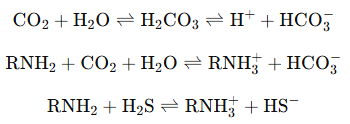 CO₂ + H₂O ⇌ H₂CO₃ ⇌ H⁺ + HCO₃⁻
RNH₂ + CO₂ + H₂O ⇌ RNH₃⁺ + HCO₃⁻
RNH₂ + H₂S ⇌ RNH₃⁺ + HS⁻